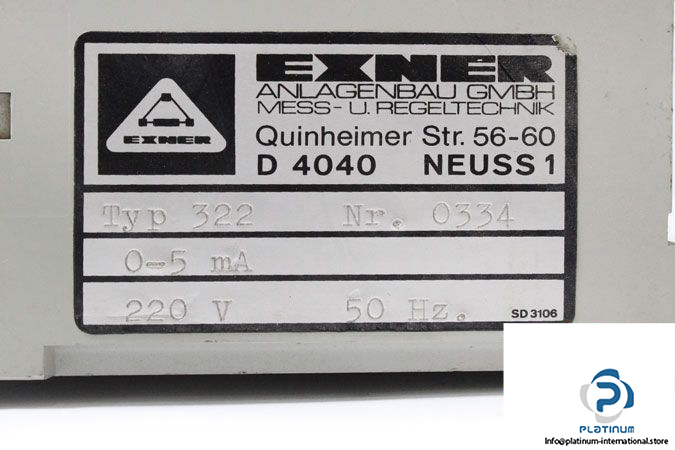 EXNER
EXNER
ANLAGENBAU GMBH
MESS- U. REGELTECHNIK
Quinheimer Str. 56-60
D 4040 NEUSS 1
Typ 322 Nr. 0334
0-5 mA
220 V 50 Hz.
SD 3106
PLATINUM
Info@platinum-international.store